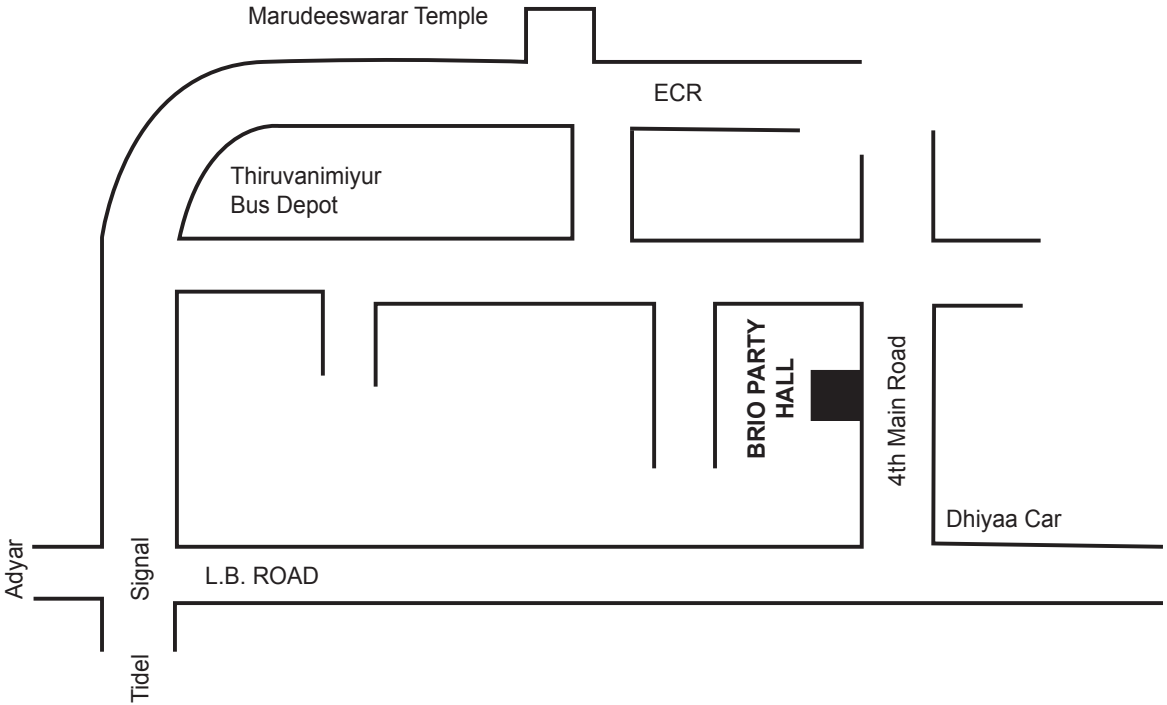 Marudeeswarar Temple
ECR
Thiruvanimiyur
Bus Depot
BRIO PARTY
HALL
4th Main Road
Dhiyaa Car
Adyar
Signal
L.B. ROAD
Tidel